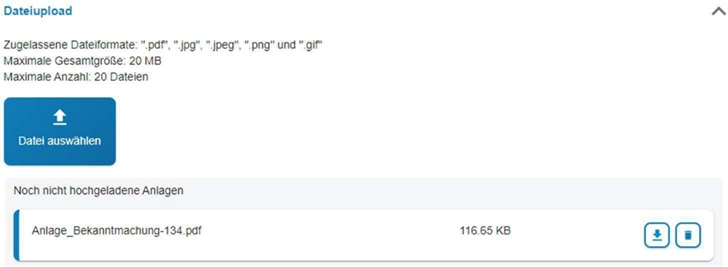 Dateiupload
Zugelassene Dateiformate: ".pdf", ".jpg", ".jpeg", ".png" und ".gif"
Maximale Gesamtgröße: 20 MB
Maximale Anzahl: 20 Dateien
Datei auswählen
Noch nicht hochgeladene Anlagen
Anlage_Bekanntmachung-134.pdf 116.65 KB